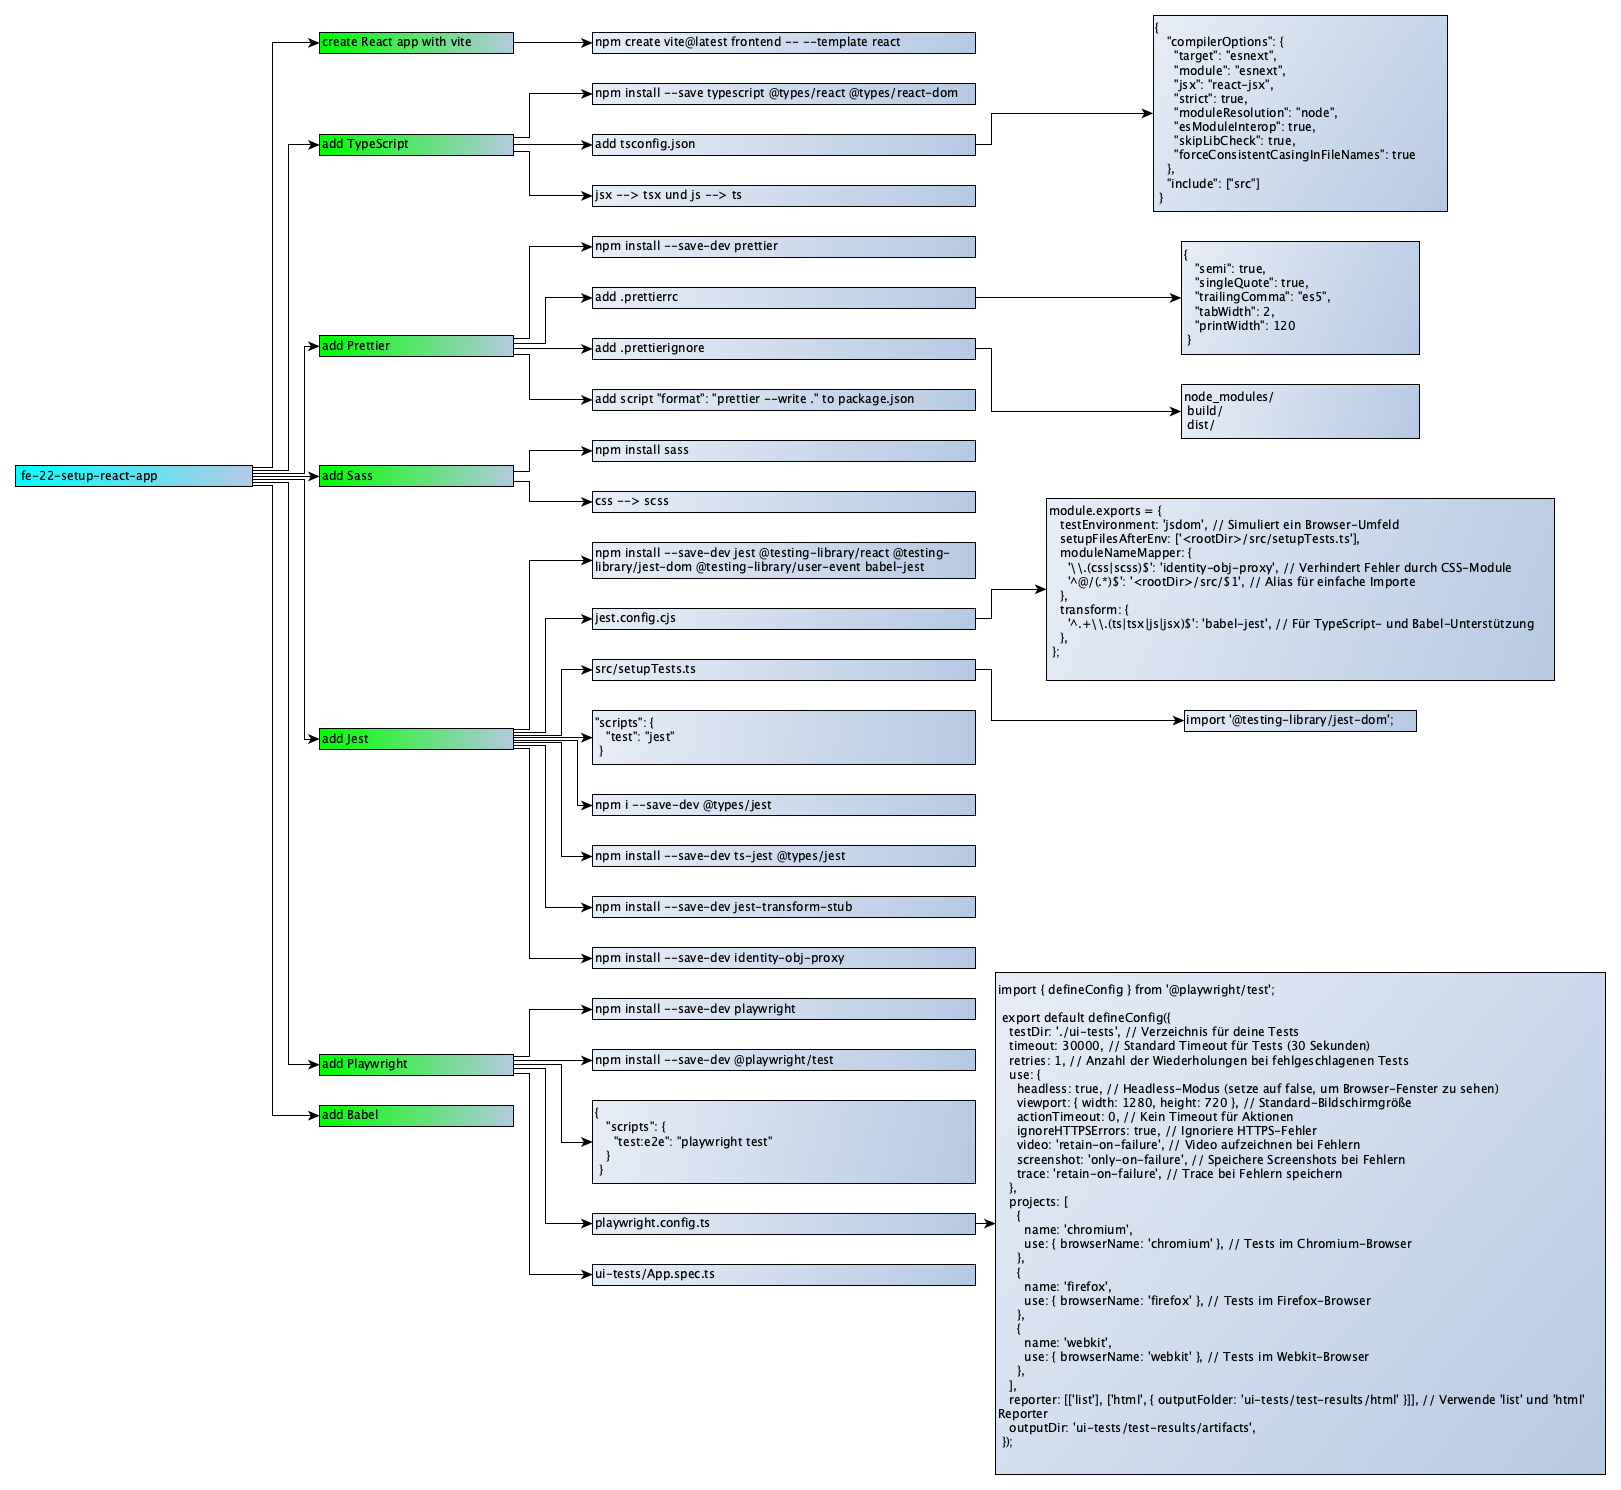 fe-22-setup-react-app
create React app with vite
npm create vite@latest frontend -- --template react
add TypeScript
npm install --save typescript @types/react @types/react-dom
add tsconfig.json
{
"compilerOptions": {
"target": "esnext",
"module": "esnext",
"jsx": "react-jsx",
"strict": true,
"moduleResolution": "node",
"esModuleInterop": true,
"skipLibCheck": true,
"forceConsistentCasingInFileNames": true
},
"include": ["src"]
}
jsx --> tsx und js --> ts
add Prettier
npm install --save-dev prettier
add .prettierrc
{
"semi": true,
"singleQuote": true,
"trailingComma": "es5",
"tabWidth": 2,
"printWidth": 120
}
add .prettierignore
node_modules/
build/
dist/
add script "format": "prettier --write ." to package.json
add Sass
npm install sass
css --> scss
add Jest
npm install --save-dev jest @testing-library/react @testing-
library/jest-dom @testing-library/user-event babel-jest
jest.config.cjs
module.exports = {
testEnvironment: 'jsdom', // Simuliert ein Browser-Umfeld
setupFilesAfterEnv: ['<rootDir>/src/setupTests.ts'],
moduleNameMapper: {
'\\.(css|scss)$': 'identity-obj-proxy', // Verhindert Fehler durch CSS-Module
'^@/(.*)$': '<rootDir>/src/$1', // Alias für einfache Importe
},
transform: {
'^.+\\.(ts|tsx|js|jsx)$': 'babel-jest', // Für TypeScript- und Babel-Unterstützung
},
};
src/setupTests.ts
import '@testing-library/jest-dom';
"scripts": {
"test": "jest"
}
npm i --save-dev @types/jest
npm install --save-dev ts-jest @types/jest
npm install --save-dev jest-transform-stub
npm install --save-dev identity-obj-proxy
add Playwright
npm install --save-dev playwright
npm install --save-dev @playwright/test
{
"scripts": {
"test:e2e": "playwright test"
}
}
playwright.config.ts
import { defineConfig } from '@playwright/test';
export default defineConfig({
testDir: './ui-tests', // Verzeichnis für deine Tests
timeout: 30000, // Standard Timeout für Tests (30 Sekunden)
retries: 1, // Anzahl der Wiederholungen bei fehlgeschlagenen Tests
use: {
headless: true, // Headless-Modus (setze auf false, um Browser-Fenster zu sehen)
viewport: { width: 1280, height: 720 }, // Standard-Bildschirmgröße
actionTimeout: 0, // Kein Timeout für Aktionen
ignoreHTTPSErrors: true, // Ignoriere HTTPS-Fehler
video: 'retain-on-failure', // Video aufzeichnen bei Fehlern
screenshot: 'only-on-failure', // Speichere Screenshots bei Fehlern
trace: 'retain-on-failure', // Trace bei Fehlern speichern
},
projects: [
{
name: 'chromium',
use: { browserName: 'chromium' }, // Tests im Chromium-Browser
},
{
name: 'firefox',
use: { browserName: 'firefox' }, // Tests im Firefox-Browser
},
{
name: 'webkit',
use: { browserName: 'webkit' }, // Tests im Webkit-Browser
},
],
reporter: [['list'], ['html', { outputFolder: 'ui-tests/test-results/html' }]], // Verwende 'list' und 'html'
Reporter
outputDir: 'ui-tests/test-results/artifacts',
});
ui-tests/App.spec.ts
add Babel